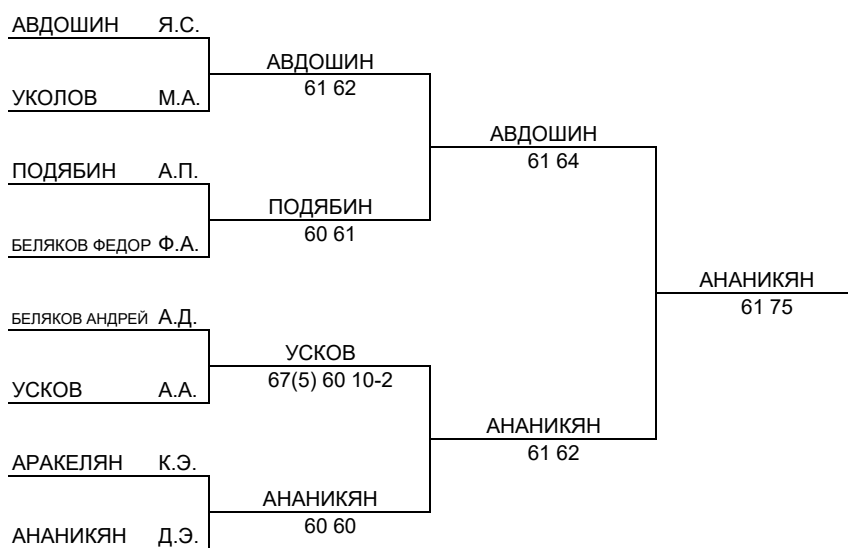 АВДОШИН Я.С.
АВДОШИН
61 62
УКОЛОВ М.А.
АВДОШИН
61 64
ПОДЯБИН А.П.
ПОДЯБИН
60 61
БЕЛЯКОВ ФЕДОР Ф.А.
АНАНИКЯН
61 75
БЕЛЯКОВ АНДРЕЙ А.Д.
УСКОВ
67(5) 60 10-2
УСКОВ А.А.
АНАНИКЯН
61 62
АРАКЕЛЯН К.Э.
АНАНИКЯН
60 60
АНАНИКЯН Д.Э.